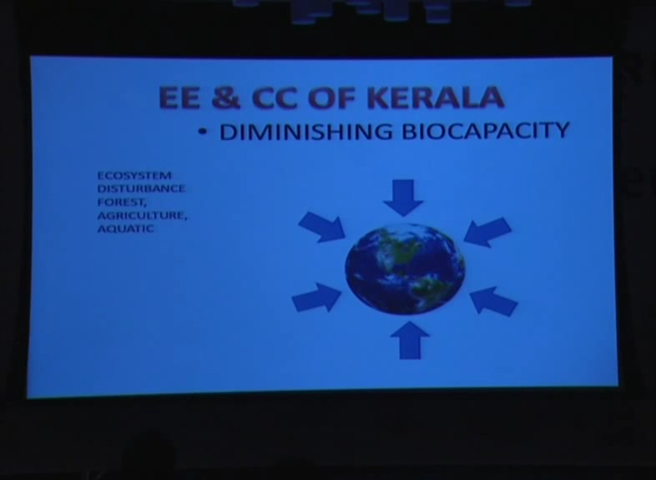 EE & CC OF KERALA
• DIMINISHING BIOCAPACITY
ECOSYSTEM
DISTURBANCE
FOREST,
AGRICULTURE,
AQUATIC